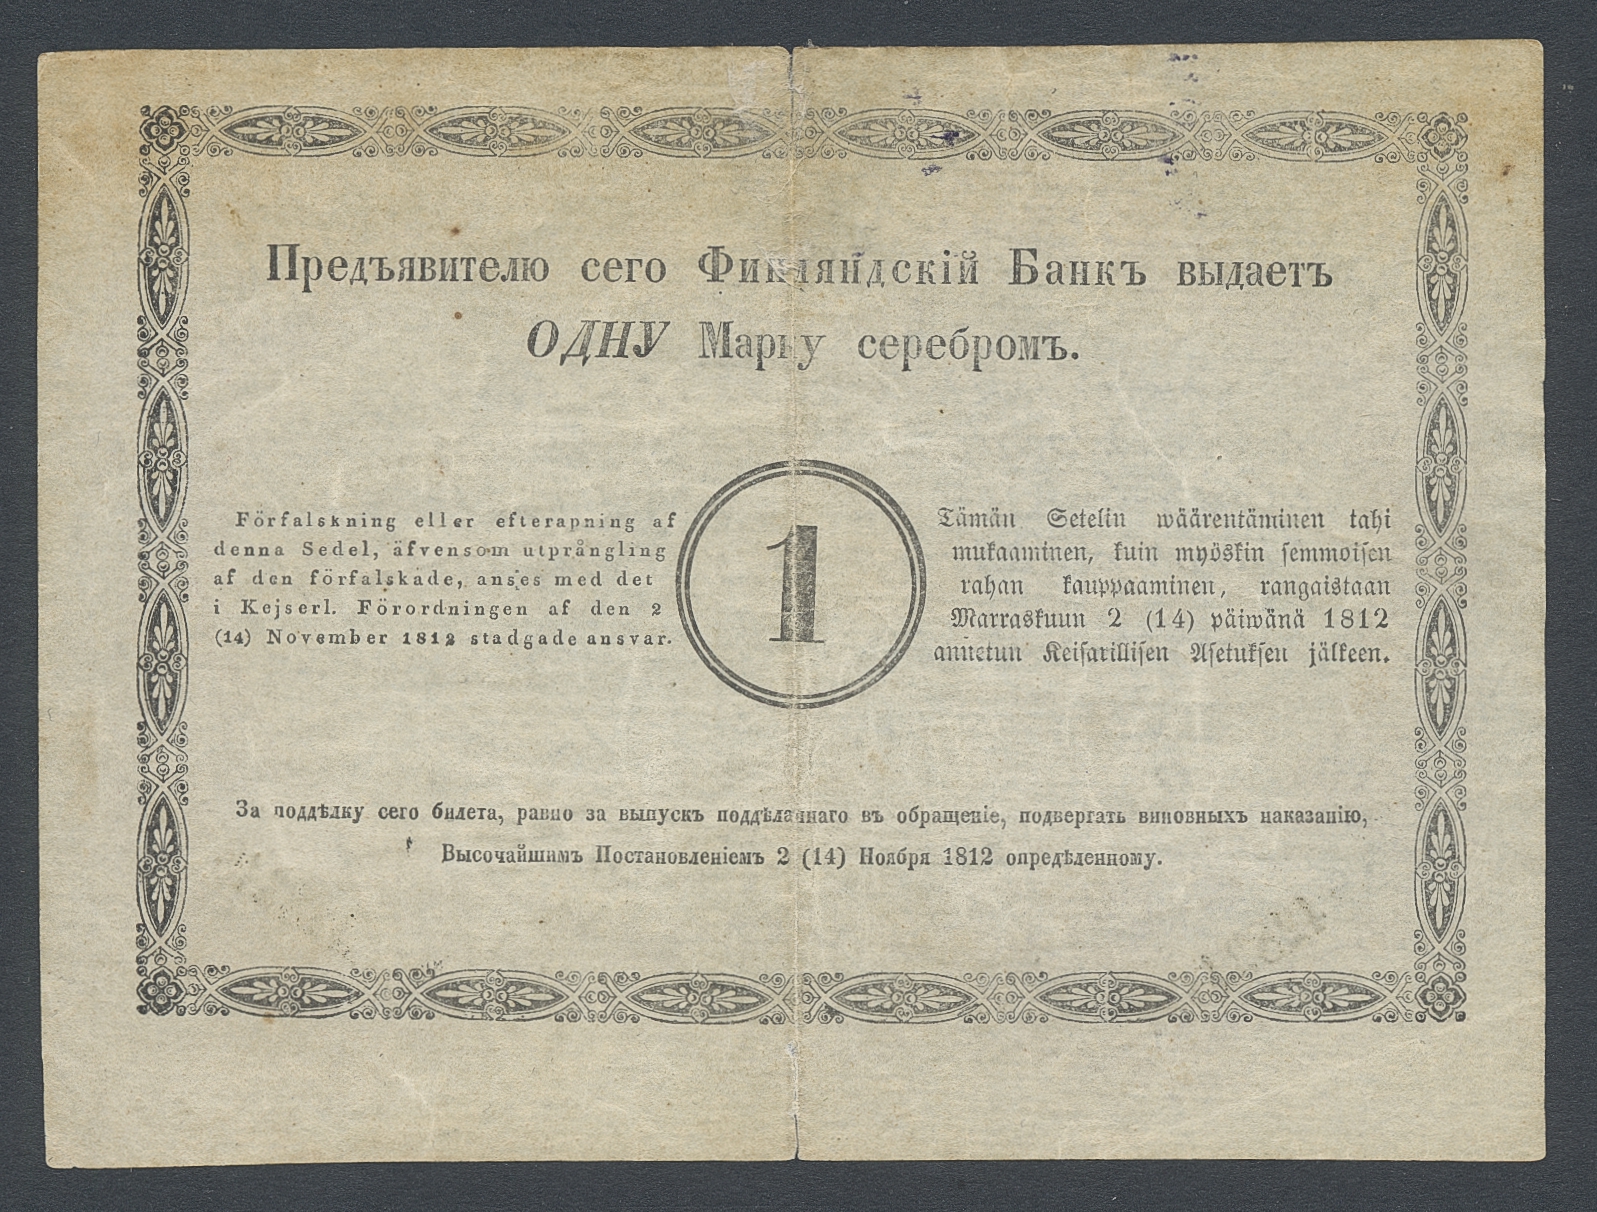 Предъявителю сего Финляндскій Банкъ выдаетъ
ОДНУ Марку серебромъ.
Förfalskning eller efterapning af
denna Sedel, äfvensom utprångling
af den förfalskade, anses med det
i Kejserl. Förordningen af den 2
(14) November 1812 stadgade ansvar.
1
Tämän Setelin wäärentäminen tahi
mukaaminen, kuin myöskin semmoisen
rahan kauppaaminen, rangaistaan
Marraskuun 2 (14) päiwänä 1812
annetun Keisarillisen Asetuksen jälkeen.
За поддѣлку сего билета, равно за выпускъ поддѣланнаго въ обращеніе, подвергать виновныхъ наказанію,
Высочайшимъ Постановленіемъ 2 (14) Ноября 1812 опредѣленному.